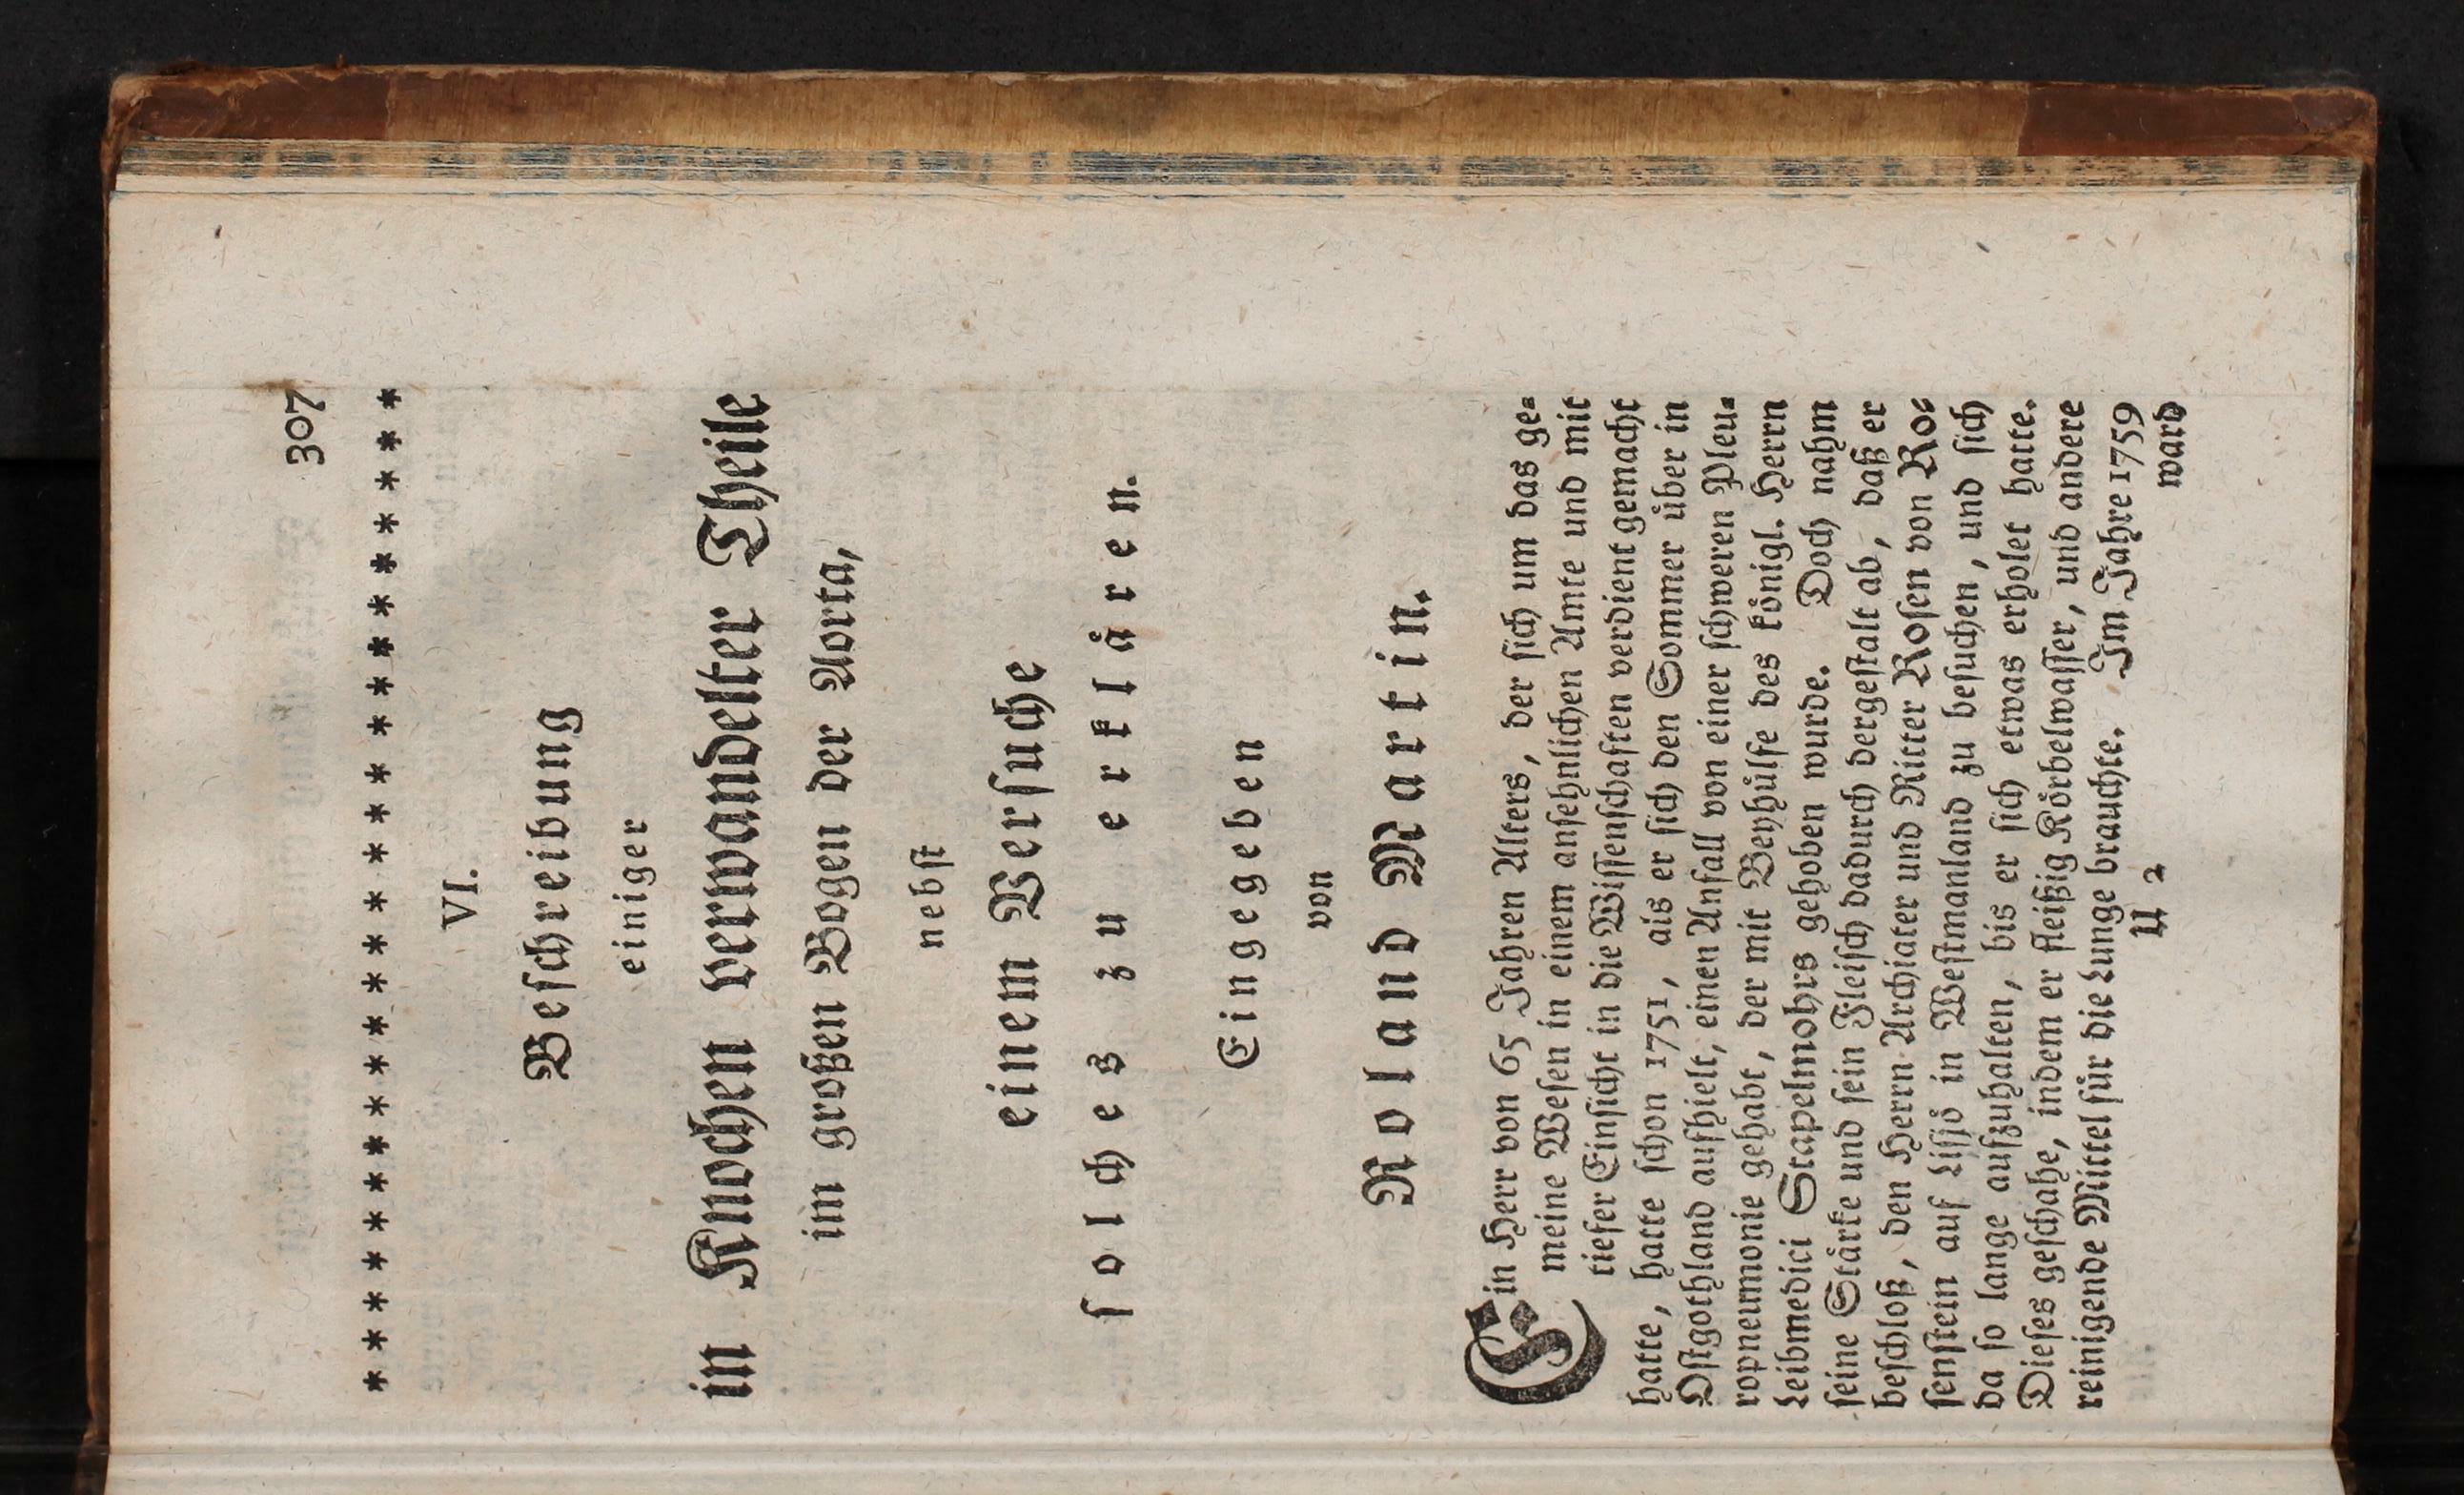 307
* * * * * * * * * * * * * * * * * * * * * * * * *
VI.
Beschreibung
einiger
in Knochen verwandelter Theile
im großen Bogen der Aorta,
nebst
einem Versuche
solches zu erklären.
Eingegeben
von
Roland Martin.
Ein Herr von 65 Jahren Alters, der sich um das ge-
meine Wesen in einem ansehnlichen Amte und mit
tiefer Einsicht in die Wissenschaften verdient gemacht
hatte, hatte schon 1751, als er sich den Sommer über in
Ostgothland aufhielt, einen Anfall von einer schweren Pleu-
ropneumonie gehabt, der mit Beyhülfe des königl. Herrn
Leibmedici Stapelmohrs gehoben wurde. Doch nahm
seine Stärke und sein Fleisch dadurch dergestalt ab, daß er
beschloß, den Herrn Archiater und Ritter Rosen von Ro-
senstein auf Lisjö in Westmanland zu besuchen, und sich
da so lange aufzuhalten, bis er sich etwas erholet hatte.
Dieses geschahe, indem er fleißig Körbelwasser, und andere
reinigende Mittel für die Lunge brauchte. Im Jahre 1759
U 2 ward